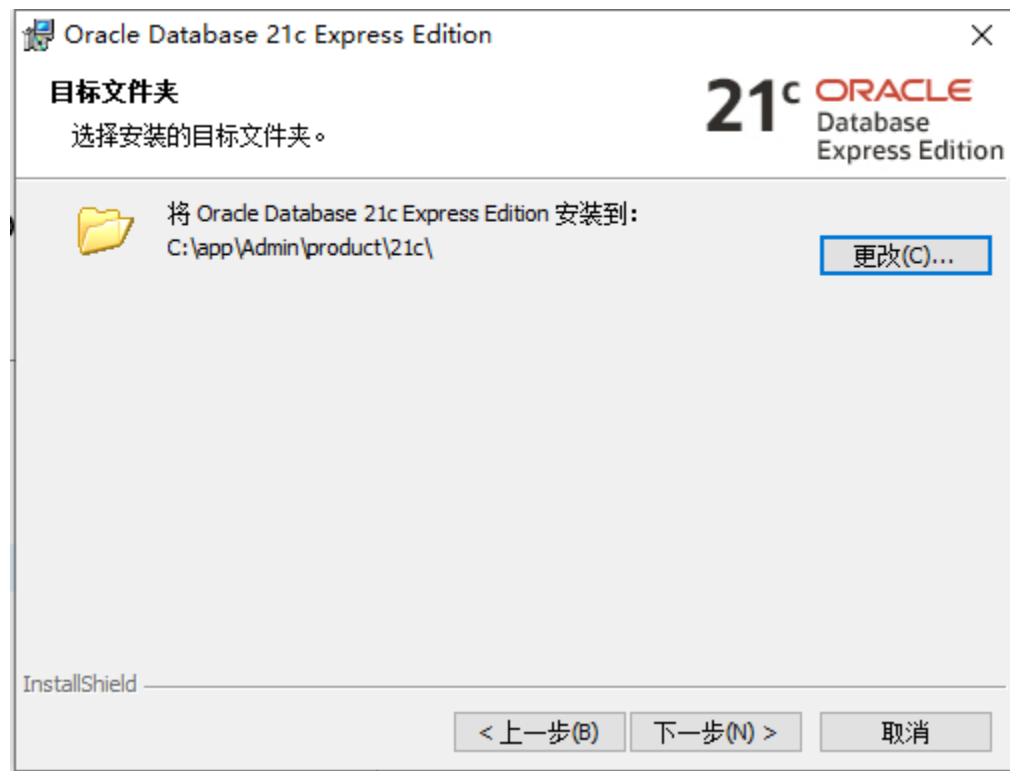 Oracle Database 21c Express Edition
目标文件夹
选择安装的目标文件夹。
21c ORACLE
Database
Express Edition
将 Oracle Database 21c Express Edition 安装到：
C:\app\Admin\product\21c\
更改(C)...
InstallShield
< 上一步(B)
下一步(N) >
取消